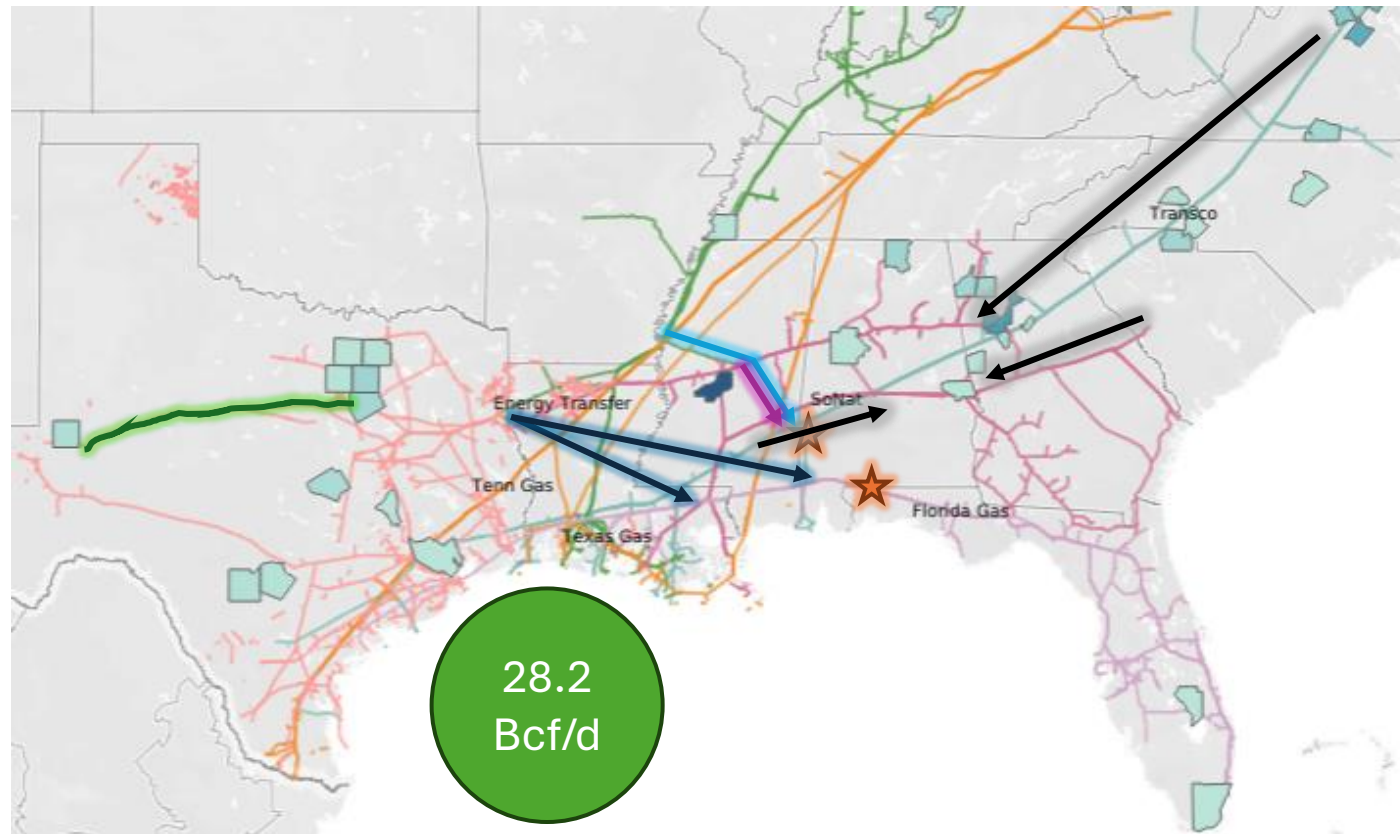 Transco
SoNat
Energy Transfer
Tenn Gas
Florida Gas
Texas Gas
28.2
Bcf/d